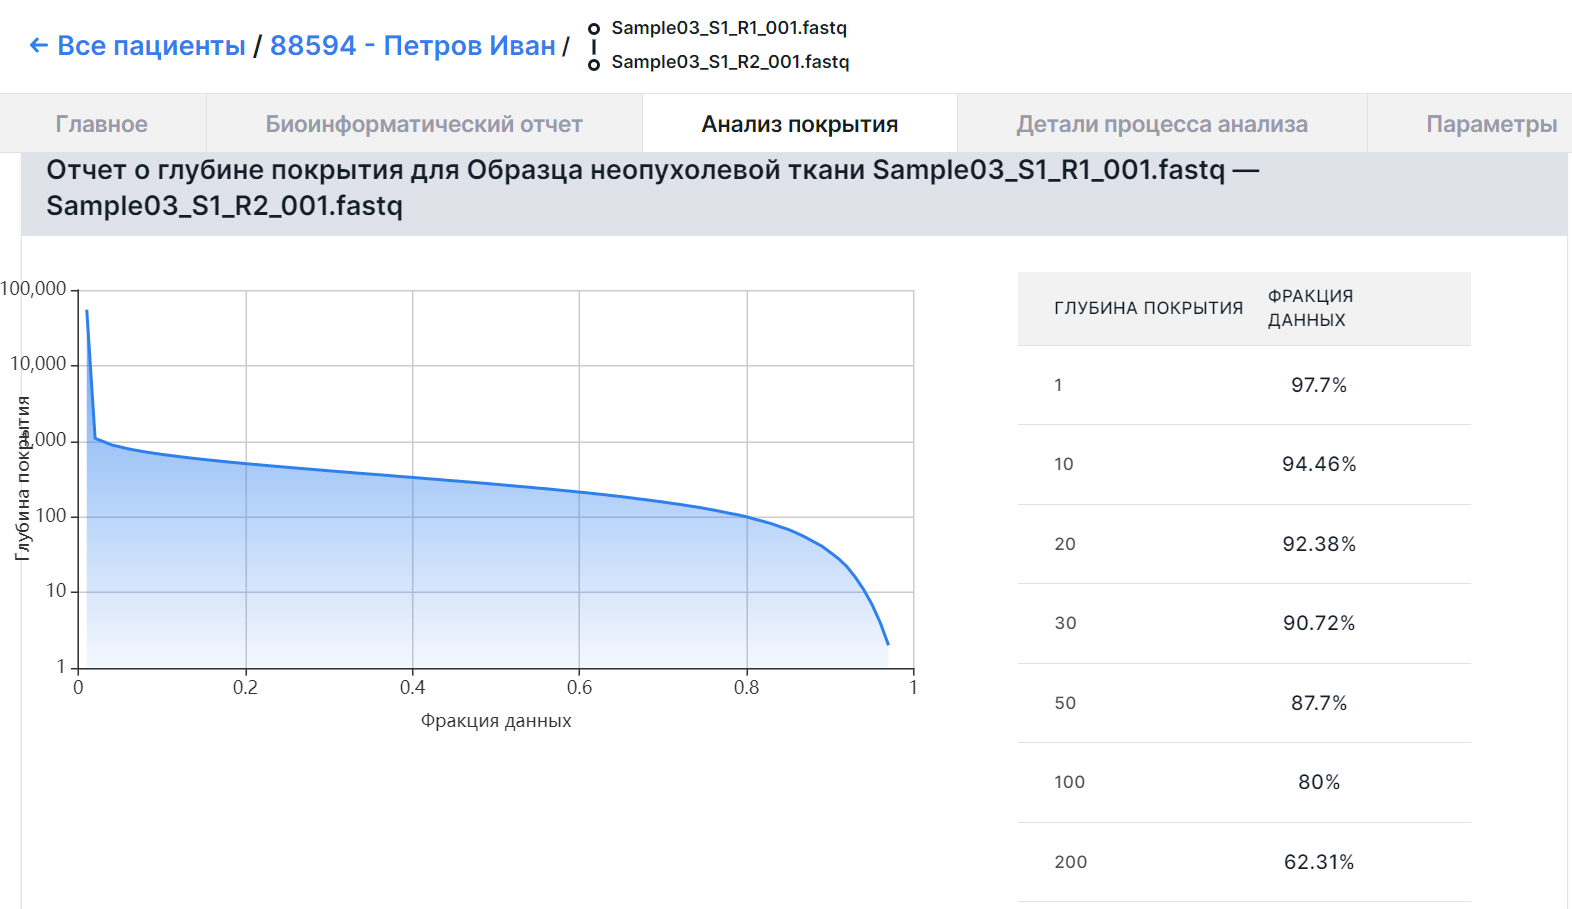 ← Все пациенты / 88594 - Петров Иван /
Sample03_S1_R1_001.fastq
Sample03_S1_R2_001.fastq
Главное
Биоинформатический отчет
Анализ покрытия
Детали процесса анализа
Параметры
Отчет о глубине покрытия для Образца неопухолевой ткани Sample03_S1_R1_001.fastq —
Sample03_S1_R2_001.fastq
100,000
10,000
1,000
100
10
1
Глубина покрытия
0
0.2
0.4
0.6
0.8
1
Фракция данных
ГЛУБИНА ПОКРЫТИЯ
ФРАКЦИЯ
ДАННЫХ
1 97.7%
10 94.46%
20 92.38%
30 90.72%
50 87.7%
100 80%
200 62.31%